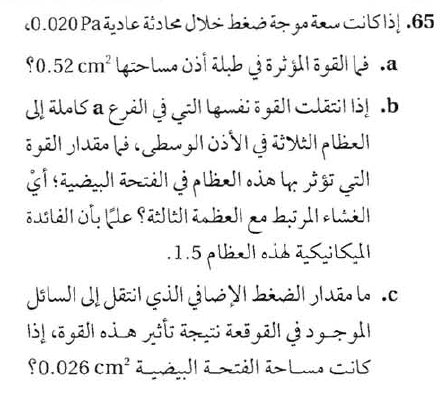 65. إذا كانت سعة موجة ضغط خلال محادثة عادية 0.020 Pa،
a. فما القوة المؤثرة في طبلة أذن مساحتها 0.52 cm²؟
b. إذا انتقلت القوة نفسها التي في الفرع a كاملة إلى
العظام الثلاثة في الأذن الوسطى، فما مقدار القوة
التي تؤثر بها هذه العظام في الفتحة البيضية؛ أيْ
الغشاء المرتبط مع العظمة الثالثة؟ علمًا بأن الفائدة
الميكانيكية لهذه العظام 1.5.
c. ما مقدار الضغط الإضافي الذي انتقل إلى السائل
الموجود في القوقعة نتيجة تأثير هذه القوة، إذا
كانت مساحة الفتحة البيضية 0.026 cm²؟